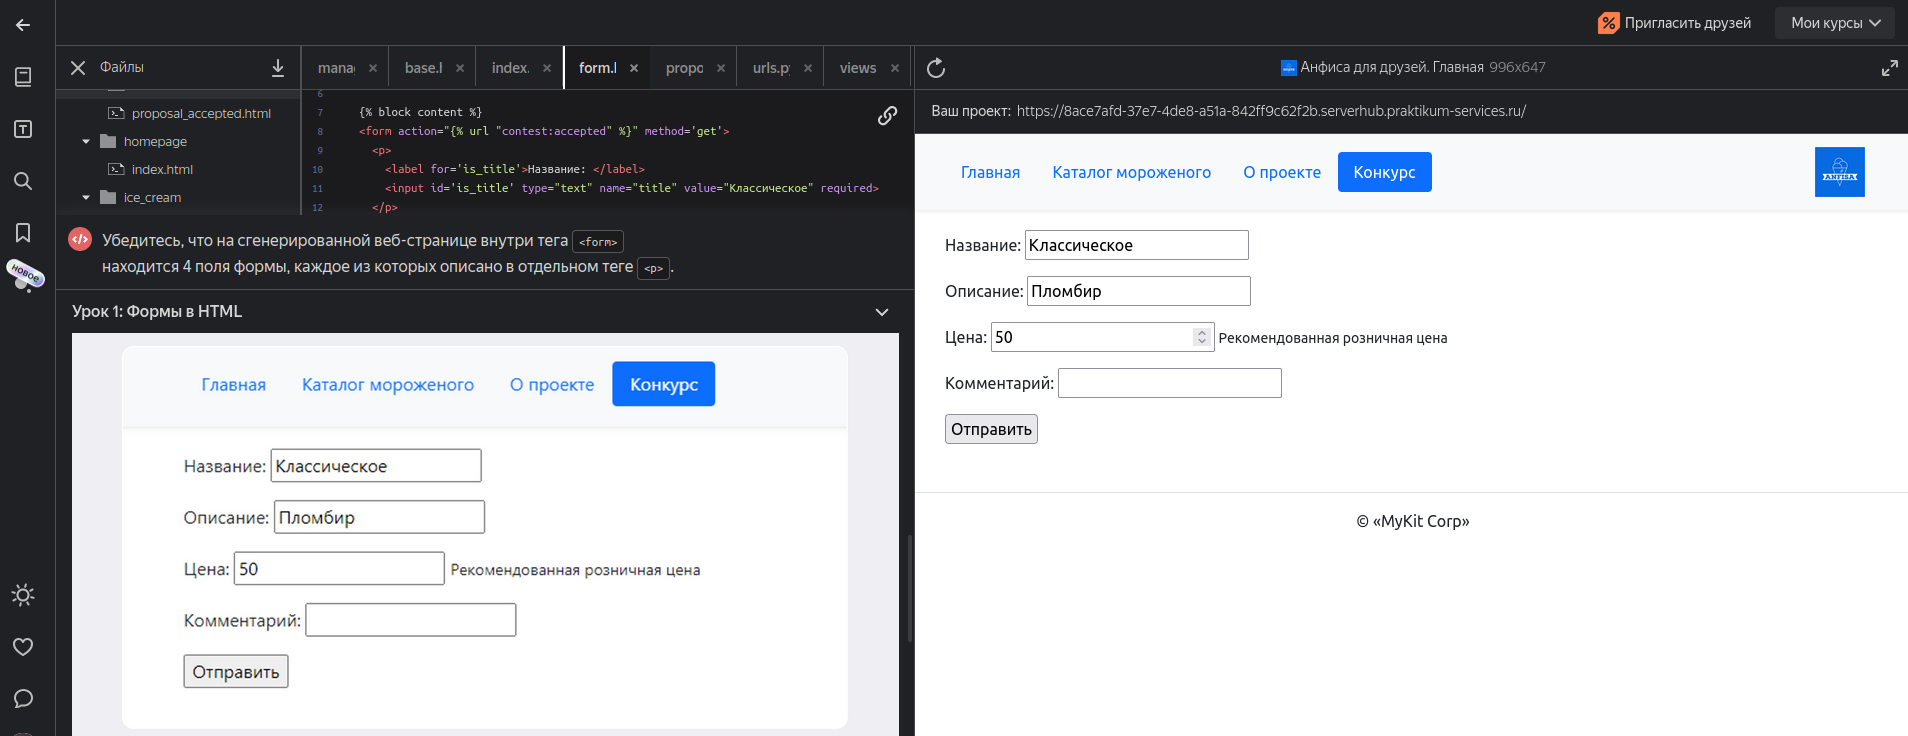 Пригласить друзей
Мои курсы
Файлы
base.l
index.
form.l
propo
urls.py
views
Анфиса для друзей. Главная 996x647
proposal_accepted.html
homepage
index.html
ice_cream
6
7 {% block content %}
8 <form action="{% url "contest:accepted" %}" method='get'>
9 <p>
10 <label for='is_title'>Название: </label>
11 <input id='is_title' type="text" name="title" value="Классическое" required>
12 </p>
Ваш проект: https://8ace7afd-37e7-4de8-a51a-842ff9c62f2b.serverhub.praktikum-services.ru/
новое
Убедитесь, что на сгенерированной веб-странице внутри тега <form>
находится 4 поля формы, каждое из которых описано в отдельном теге <p>.
Урок 1: Формы в HTML
Главная Каталог мороженого О проекте Конкурс
Название: Классическое
Описание: Пломбир
Цена: 50 Рекомендованная розничная цена
Комментарий:
Отправить
Главная Каталог мороженого О проекте Конкурс
АНФИСА
Название: Классическое
Описание: Пломбир
Цена: 50 Рекомендованная розничная цена
Комментарий:
Отправить
© «MyKit Corp»